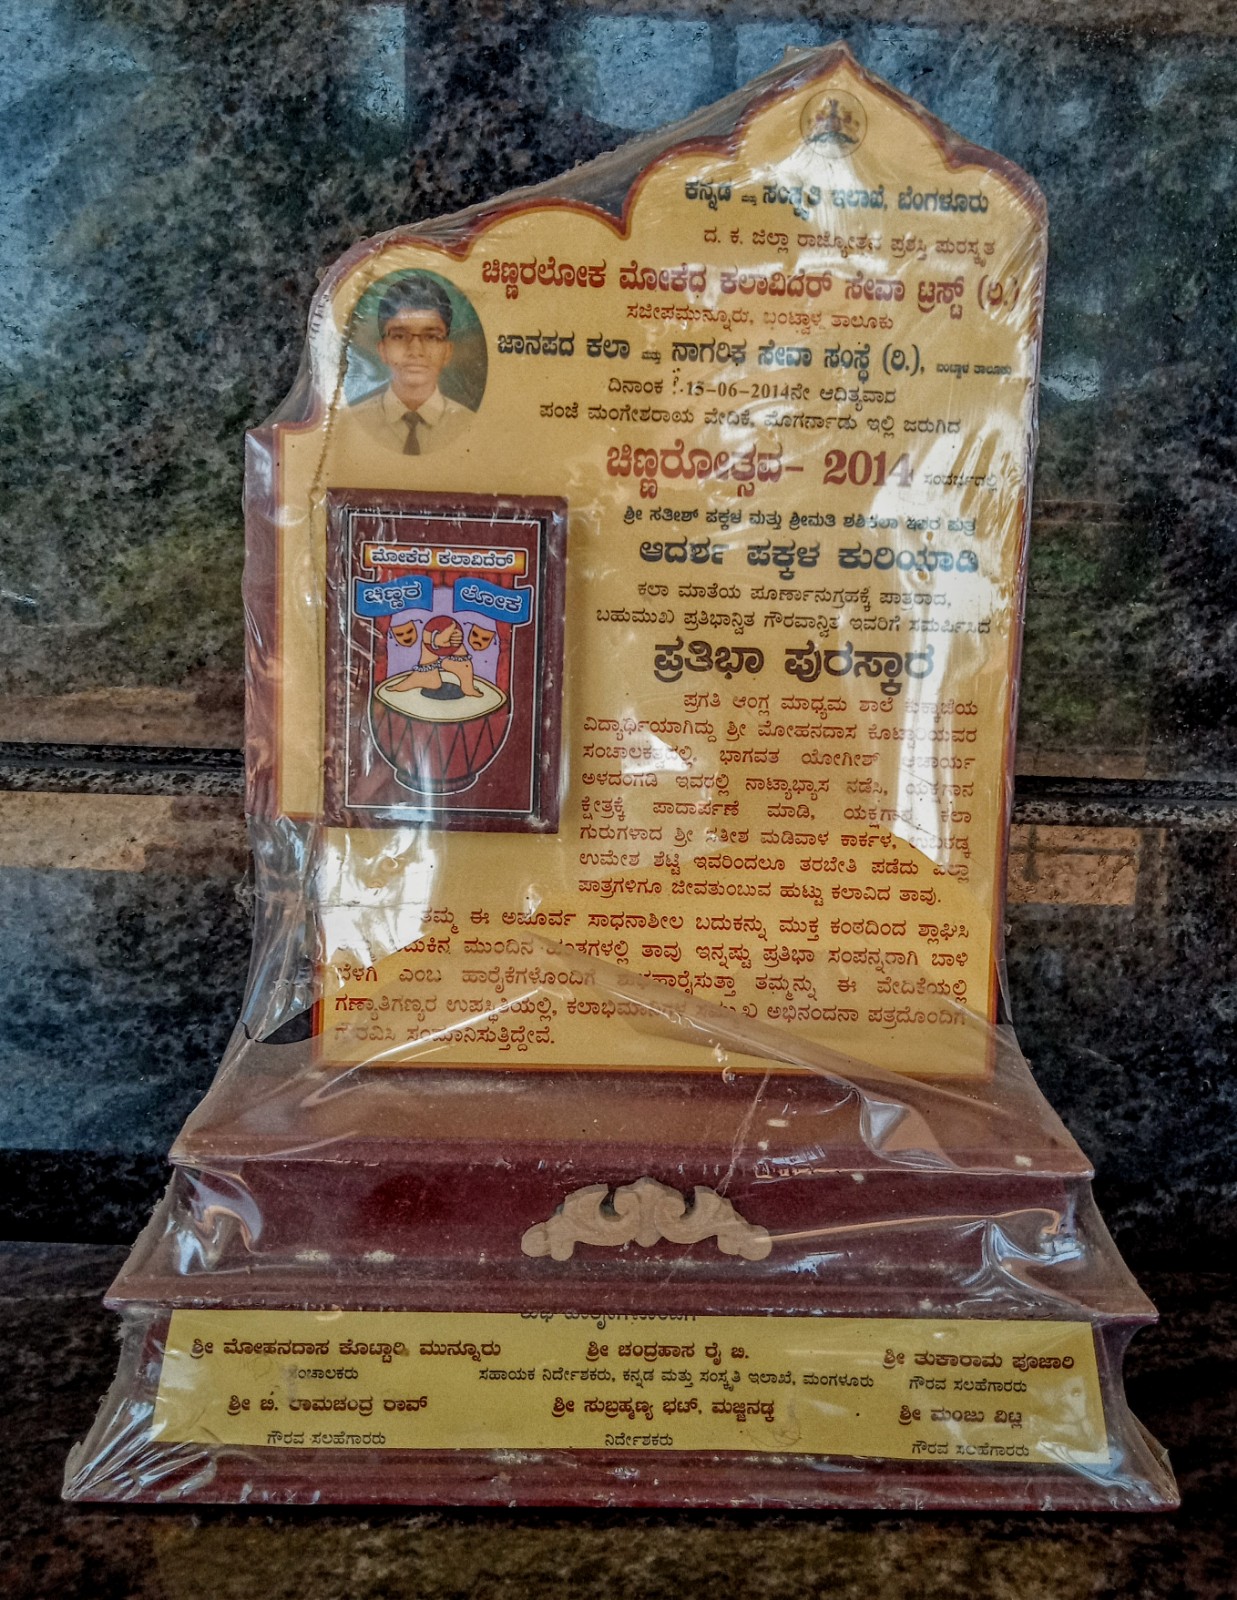 ಕನ್ನಡ ಮತ್ತು ಸಂಸ್ಕೃತಿ ಇಲಾಖೆ, ಬೆಂಗಳೂರು
ದ. ಕ. ಜಿಲ್ಲಾ ರಾಜ್ಯೋತ್ಸವ ಪ್ರಶಸ್ತಿ ಪುರಸ್ಕೃತ
ಚಿಣ್ಣರಲೋಕ ಮೋಕೆದ ಕಲಾವಿದೆರ್ ಸೇವಾ ಟ್ರಸ್ಟ್ (ರಿ.)
ಸಜೀಪಮುನ್ನೂರು, ಬಂಟ್ವಾಳ ತಾಲೂಕು
ಜಾನಪದ ಕಲಾ ಮತ್ತು ನಾಗರಿಕ ಸೇವಾ ಸಂಸ್ಥೆ (ರಿ.), ಬಂಟ್ವಾಳ ತಾಲೂಕು
ದಿನಾಂಕ : 15-06-2014ನೇ ಆದಿತ್ಯವಾರ
ಪಂಜೆ ಮಂಗೇಶರಾಯ ವೇದಿಕೆ, ಮೊಗರ್ನಾಡು ಇಲ್ಲಿ ಜರುಗಿದ
ಚಿಣ್ಣರೋತ್ಸವ- 2014 ಸಂದರ್ಭದಲ್ಲಿ
ಶ್ರೀ ಸತೀಶ್ ಪಕ್ಕಳ ಮತ್ತು ಶ್ರೀಮತಿ ಶಶಿಕಲಾ ಇವರ ಪುತ್ರ
ಆದರ್ಶ ಪಕ್ಕಳ ಕುರಿಯಾಡಿ
ಕಲಾ ಮಾತೆಯ ಪೂರ್ಣಾನುಗ್ರಹಕ್ಕೆ ಪಾತ್ರರಾದ,
ಬಹುಮುಖ ಪ್ರತಿಭಾನ್ವಿತ ಗೌರವಾನ್ವಿತ ಇವರಿಗೆ ಸಮರ್ಪಿಸಿದ
ಪ್ರತಿಭಾ ಪುರಸ್ಕಾರ
ಮೋಕೆದ ಕಲಾವಿದೆರ್
ಚಿಣ್ಣರ ಲೋಕ
ಪ್ರಗತಿ ಆಂಗ್ಲ ಮಾಧ್ಯಮ ಶಾಲೆ ಕುಕ್ಕಾಜೆಯ
ವಿದ್ಯಾರ್ಥಿಯಾಗಿದ್ದು ಶ್ರೀ ಮೋಹನದಾಸ ಕೊಟ್ಟಾರಿಯವರ
ಸಂಚಾಲಕತ್ವದಲ್ಲಿ, ಭಾಗವತ ಯೋಗೀಶ್ ಆಚಾರ್ಯ
ಅಳದಂಗಡಿ ಇವರಲ್ಲಿ ನಾಟ್ಯಾಭ್ಯಾಸ ನಡೆಸಿ, ಯಕ್ಷಗಾನ
ಕ್ಷೇತ್ರಕ್ಕೆ ಪಾದಾರ್ಪಣೆ ಮಾಡಿ, ಯಕ್ಷಗಾನ ಕಲಾ
ಗುರುಗಳಾದ ಶ್ರೀ ಸತೀಶ ಮಡಿವಾಳ ಕಾರ್ಕಳ,
ಉಮೇಶ ಶೆಟ್ಟಿ ಇವರಿಂದಲೂ ತರಬೇತಿ ಪಡೆದು ಎಲ್ಲಾ
ಪಾತ್ರಗಳಿಗೂ ಜೀವತುಂಬುವ ಹುಟ್ಟು ಕಲಾವಿದ ತಾವು.
ತಮ್ಮ ಈ ಅಪೂರ್ವ ಸಾಧನಾಶೀಲ ಬದುಕನ್ನು ಮುಕ್ತ ಕಂಠದಿಂದ ಶ್ಲಾಘಿಸಿ
ಬದುಕಿನ ಮುಂದಿನ ಹಂತಗಳಲ್ಲಿ ತಾವು ಇನ್ನಷ್ಟು ಪ್ರತಿಭಾ ಸಂಪನ್ನರಾಗಿ ಬಾಳಿ
ಬೆಳಗಿ ಎಂಬ ಹಾರೈಕೆಗಳೊಂದಿಗೆ ಶುಭಹಾರೈಸುತ್ತಾ ತಮ್ಮನ್ನು ಈ ವೇದಿಕೆಯಲ್ಲಿ
ಗಣ್ಯಾತಿಗಣ್ಯರ ಉಪಸ್ಥಿತಿಯಲ್ಲಿ, ಕಲಾಭಿಮಾನಿಗಳ ಸಮ್ಮುಖ ಅಭಿನಂದನಾ ಪತ್ರದೊಂದಿಗೆ
ಗೌರವಿಸಿ ಸಂಮಾನಿಸುತ್ತಿದ್ದೇವೆ.
ಶ್ರೀ ಮೋಹನದಾಸ ಕೊಟ್ಟಾರಿ ಮುನ್ನೂರು ಶ್ರೀ ಚಂದ್ರಹಾಸ ರೈ ಬಿ. ಶ್ರೀ ತುಕಾರಾಮ ಪೂಜಾರಿ
ಸಂಚಾಲಕರು ಸಹಾಯಕ ನಿರ್ದೇಶಕರು, ಕನ್ನಡ ಮತ್ತು ಸಂಸ್ಕೃತಿ ಇಲಾಖೆ, ಮಂಗಳೂರು ಗೌರವ ಸಲಹೆಗಾರರು
ಶ್ರೀ ಬಿ. ರಾಮಚಂದ್ರ ರಾವ್ ಶ್ರೀ ಸುಬ್ರಹ್ಮಣ್ಯ ಭಟ್, ಮಜ್ಜಿನಡ್ಕ ಶ್ರೀ ಮಂಜು ವಿಟ್ಲ
ಗೌರವ ಸಲಹೆಗಾರರು ನಿರ್ದೇಶಕರು ಗೌರವ ಸಲಹೆಗಾರರು